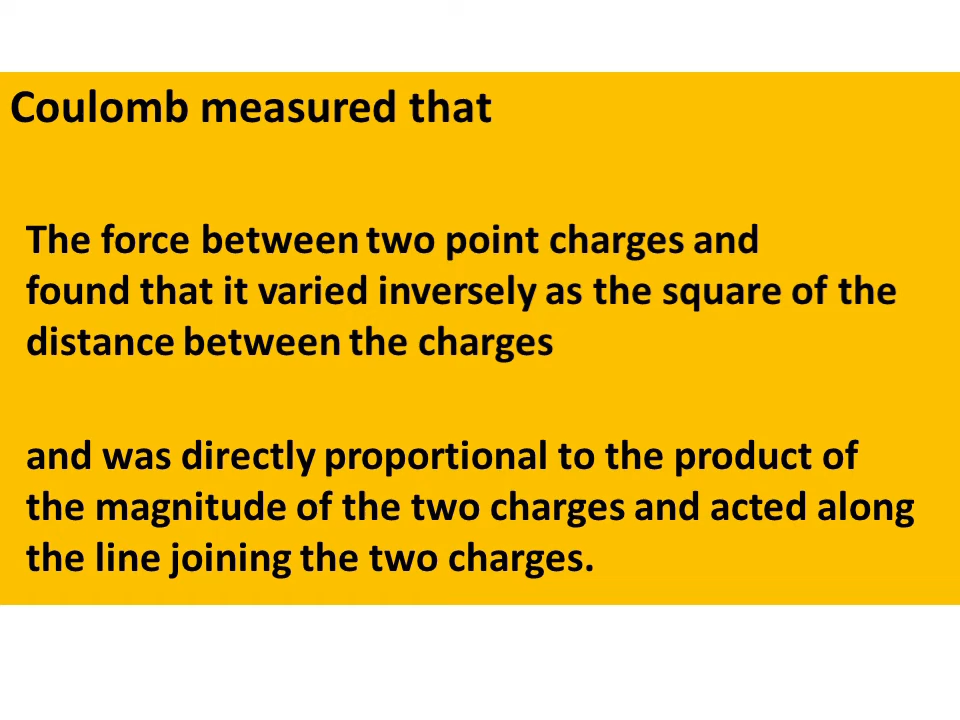 Coulomb measured that
The force between two point charges and
found that it varied inversely as the square of the
distance between the charges
and was directly proportional to the product of
the magnitude of the two charges and acted along
the line joining the two charges.